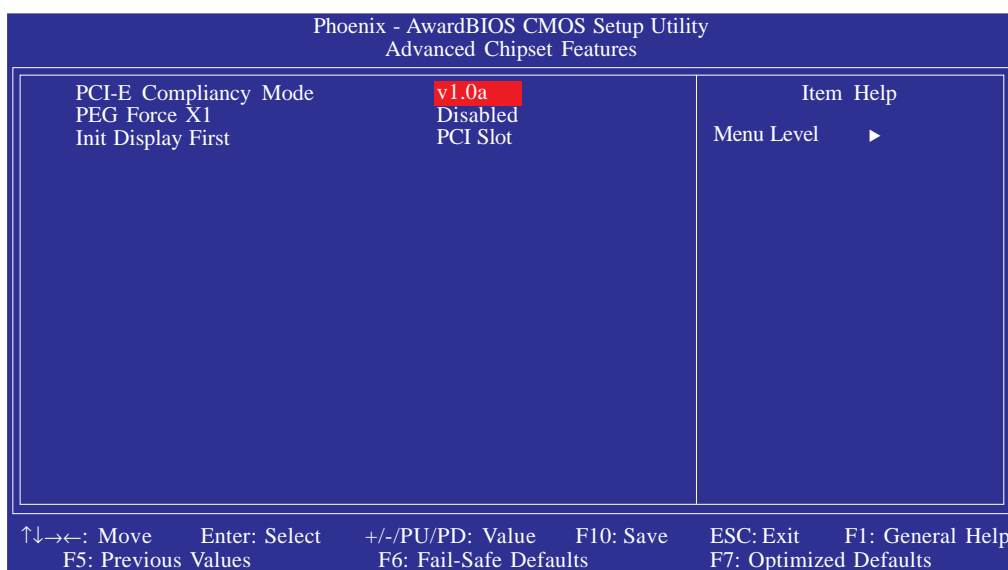 Phoenix - AwardBIOS CMOS Setup Utility
Advanced Chipset Features
PCI-E Compliancy Mode v1.0a
PEG Force X1 Disabled
Init Display First PCI Slot
Item Help
Menu Level ▶
↑↓→←: Move Enter: Select +/-/PU/PD: Value F10: Save ESC: Exit F1: General Help
F5: Previous Values F6: Fail-Safe Defaults F7: Optimized Defaults